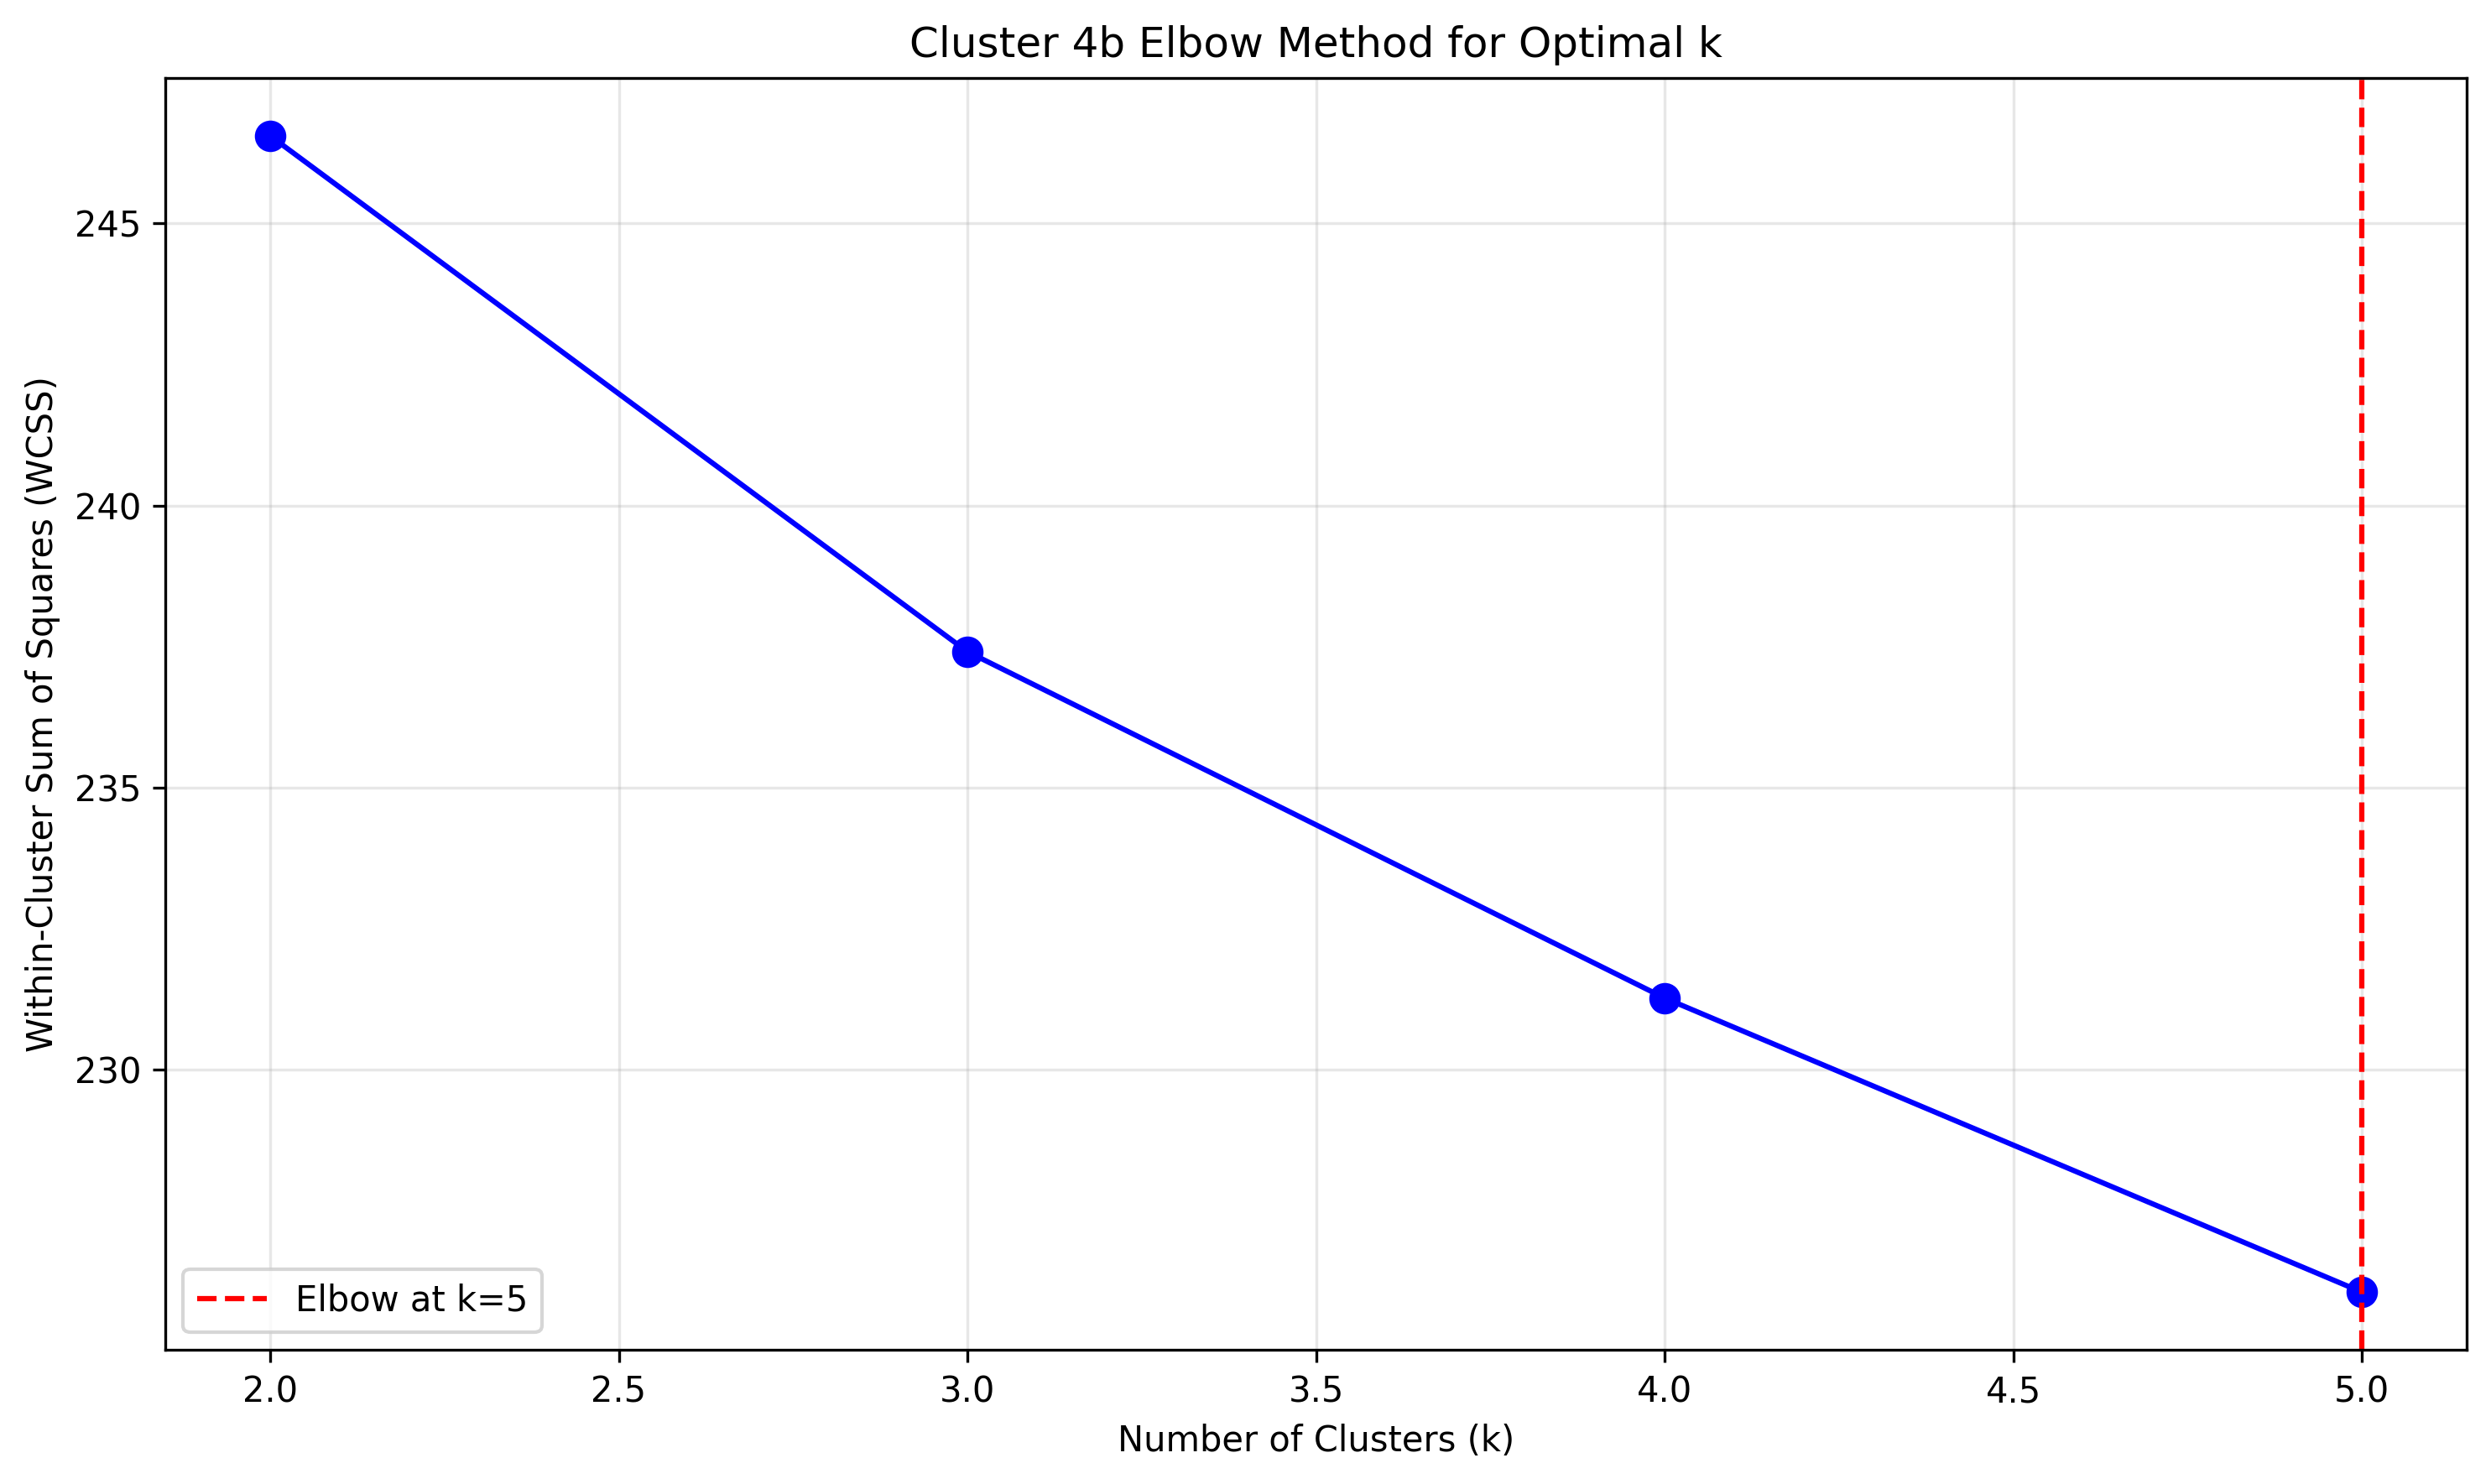 Cluster 4b Elbow Method for Optimal k
Within-Cluster Sum of Squares (WCSS)
245
240
235
230
Elbow at k=5
2.0 2.5 3.0 3.5 4.0 4.5 5.0
Number of Clusters (k)